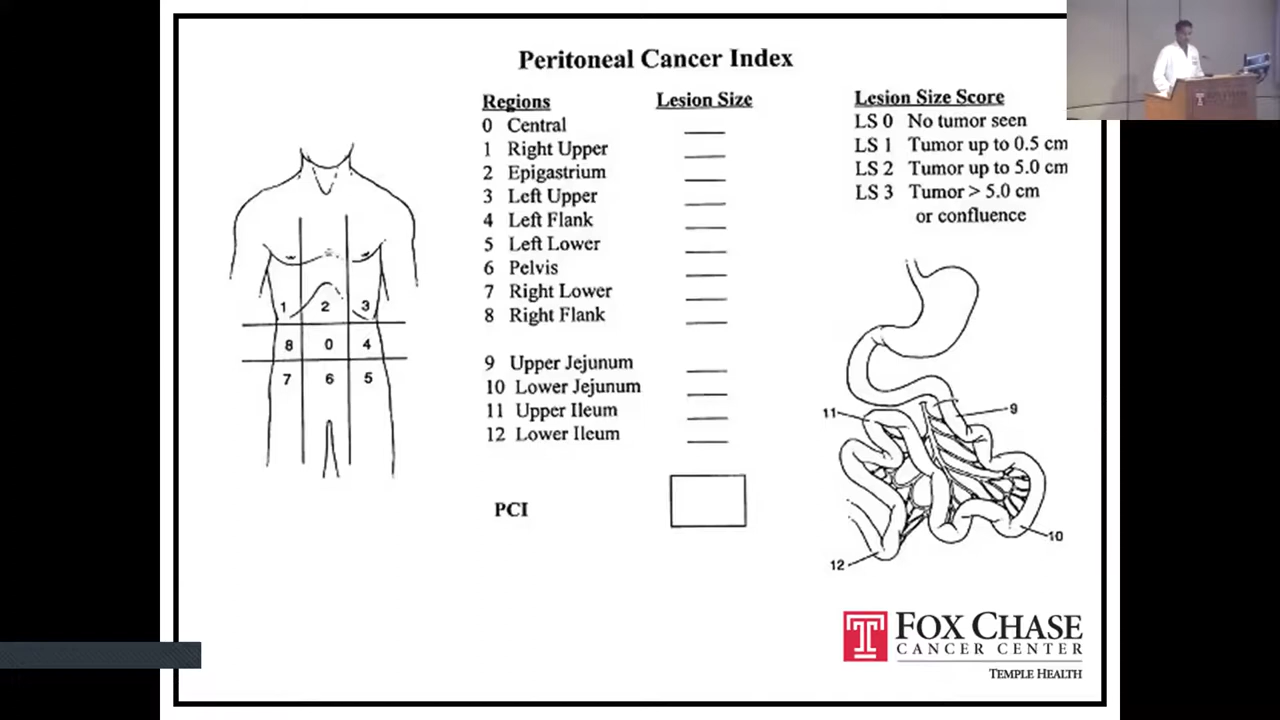 Peritoneal Cancer Index
Regions Lesion Size
0 Central
1 Right Upper
2 Epigastrium
3 Left Upper
4 Left Flank
5 Left Lower
6 Pelvis
7 Right Lower
8 Right Flank
9 Upper Jejunum
10 Lower Jejunum
11 Upper Ileum
12 Lower Ileum
PCI
Lesion Size Score
LS 0 No tumor seen
LS 1 Tumor up to 0.5 cm
LS 2 Tumor up to 5.0 cm
LS 3 Tumor > 5.0 cm
or confluence
1 2 3
8 0 4
7 6 5
11 9
10
12
FOX CHASE
CANCER CENTER
TEMPLE HEALTH